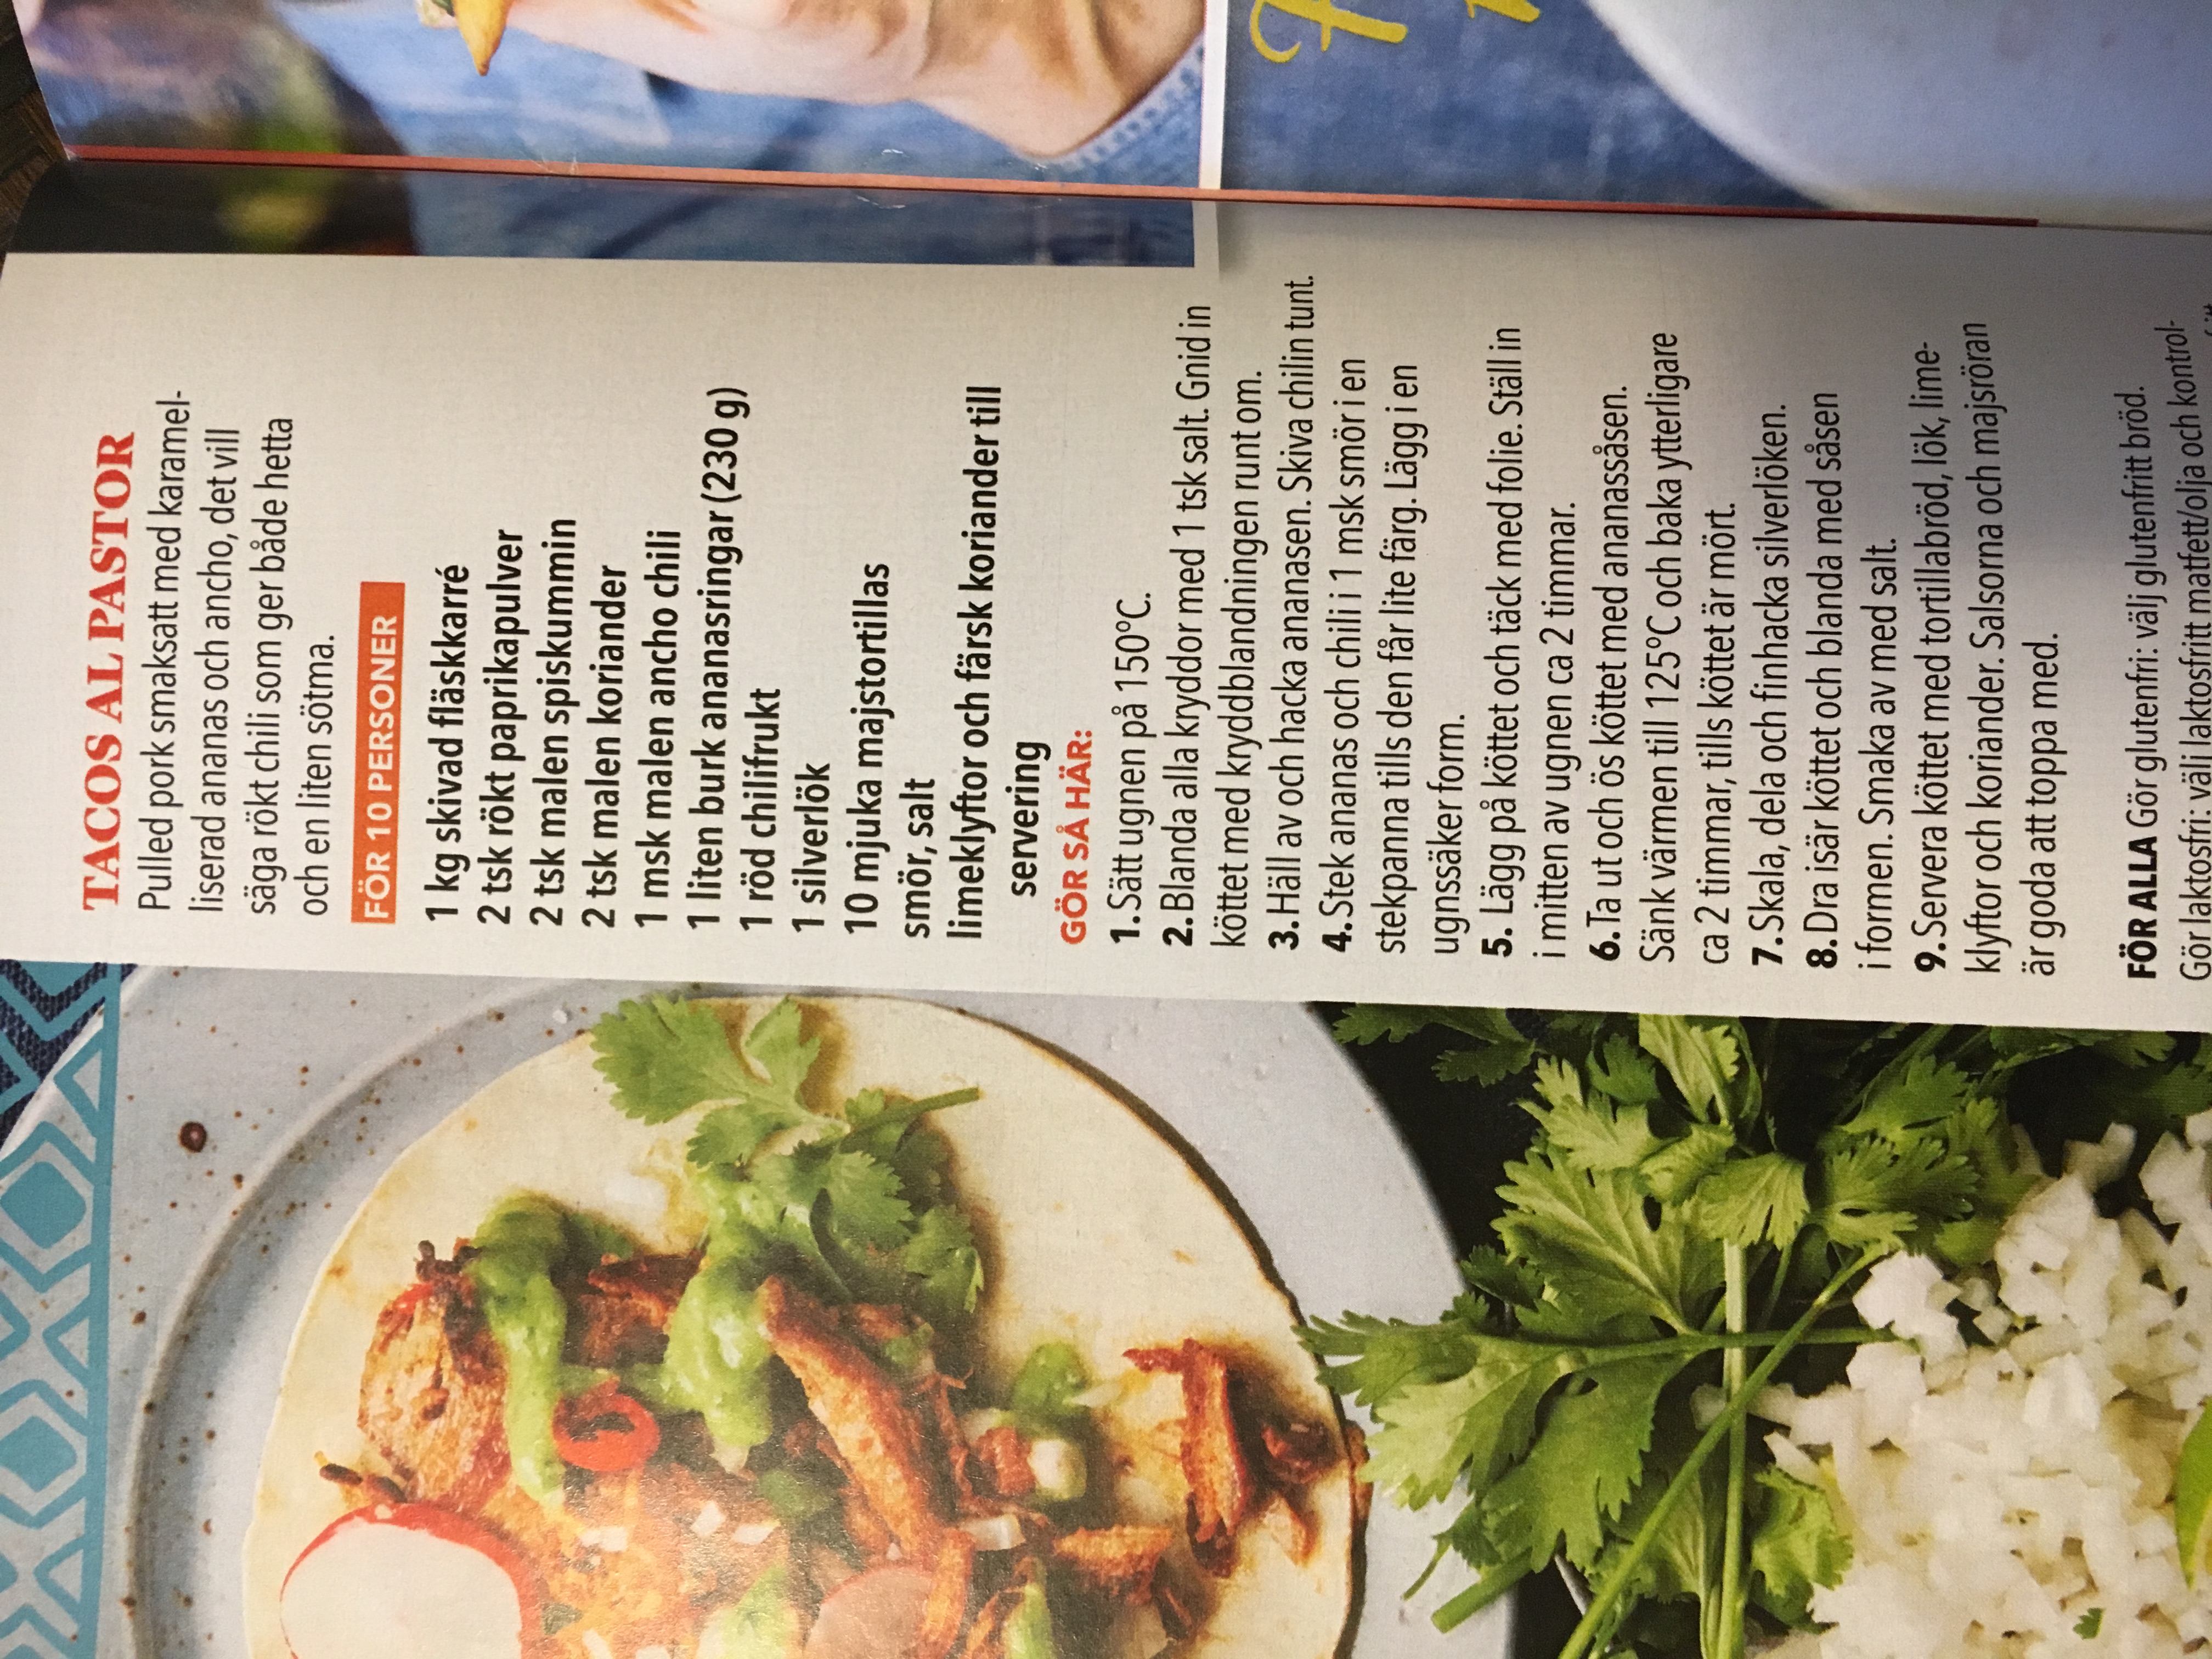 TACOS AL PASTOR
Pulled pork smaksatt med karamel-
liserad ananas och ancho, det vill
säga rökt chili som ger både hetta
och en liten sötma.
FÖR 10 PERSONER
1 kg skivad fläskkarré
2 tsk rökt paprikapulver
2 tsk malen spiskummin
2 tsk malen koriander
1 msk malen ancho chili
1 liten burk ananasringar (230 g)
1 röd chilifrukt
1 silverlök
10 mjuka majstortillas
smör, salt
limeklyftor och färsk koriander till
servering
GÖR SÅ HÄR:
1. Sätt ugnen på 150°C.
2. Blanda alla kryddor med 1 tsk salt. Gnid in
köttet med kryddblandningen runt om.
3. Häll av och hacka ananasen. Skiva chilin tunt.
4. Stek ananas och chili i 1 msk smör i en
stekpanna tills den får lite färg. Lägg i en
ugnssäker form.
5. Lägg på köttet och täck med folie. Ställ in
i mitten av ugnen ca 2 timmar.
6. Ta ut och ös köttet med ananassåsen.
Sänk värmen till 125°C och baka ytterligare
ca 2 timmar, tills köttet är mört.
7. Skala, dela och finhacka silverlöken.
8. Dra isär köttet och blanda med såsen
i formen. Smaka av med salt.
9. Servera köttet med tortillabröd, lök, lime-
klyftor och koriander. Salsorna och majsröran
är goda att toppa med.
FÖR ALLA Gör glutenfri: välj glutenfritt bröd.
Gör laktosfri: välj laktosfritt matfett/olja och kontrol-